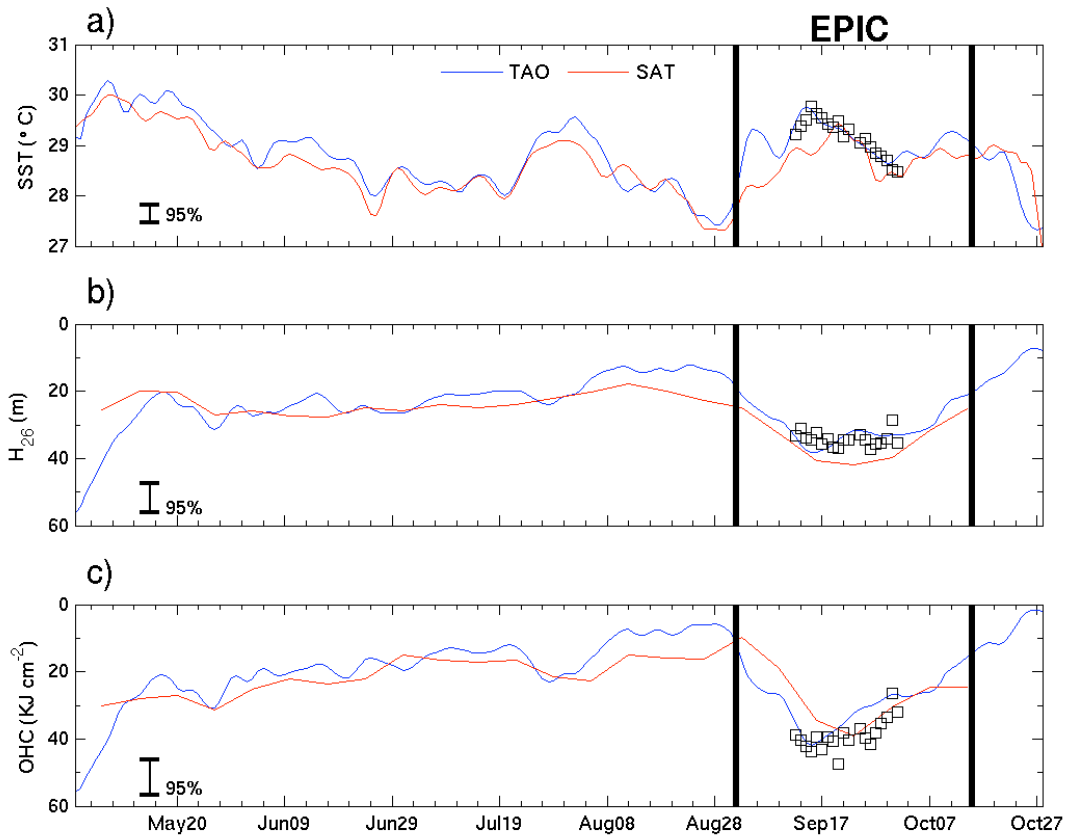 a)
EPIC
31
30
29
28
27
SST (° C)
TAO
SAT
95%
b)
0
20
40
60
H26 (m)
95%
c)
0
20
40
60
OHC (KJ cm-2)
95%
May20 Jun09 Jun29 Jul19 Aug08 Aug28 Sep17 Oct07 Oct27